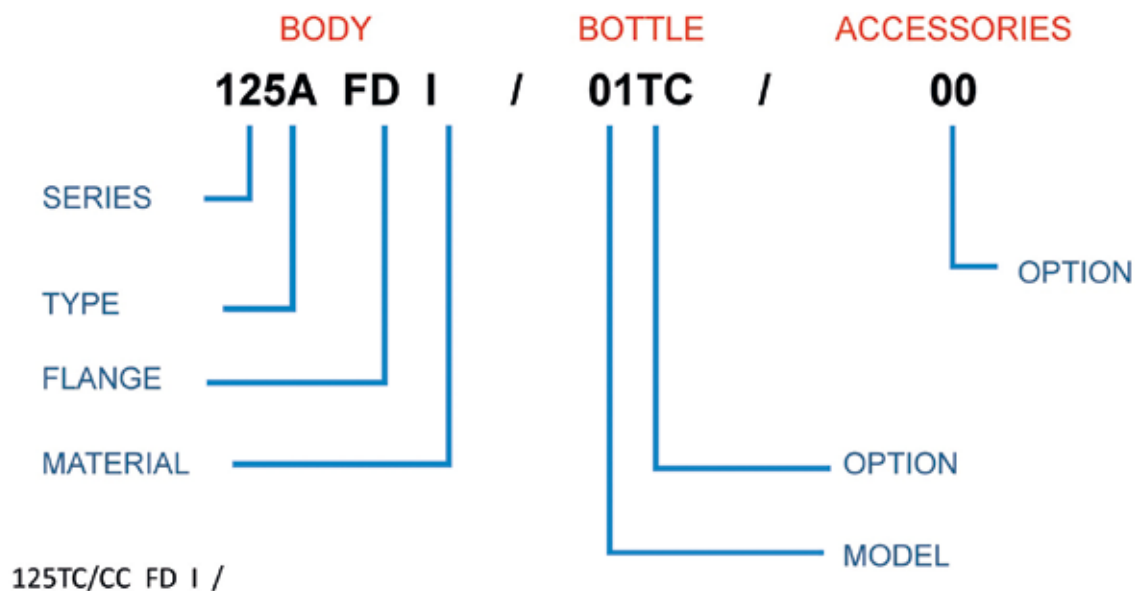 BODY BOTTLE ACCESSORIES
125A FD I / 01TC / 00
SERIES
OPTION
TYPE
FLANGE
MATERIAL
OPTION
MODEL
125TC/CC FD I /